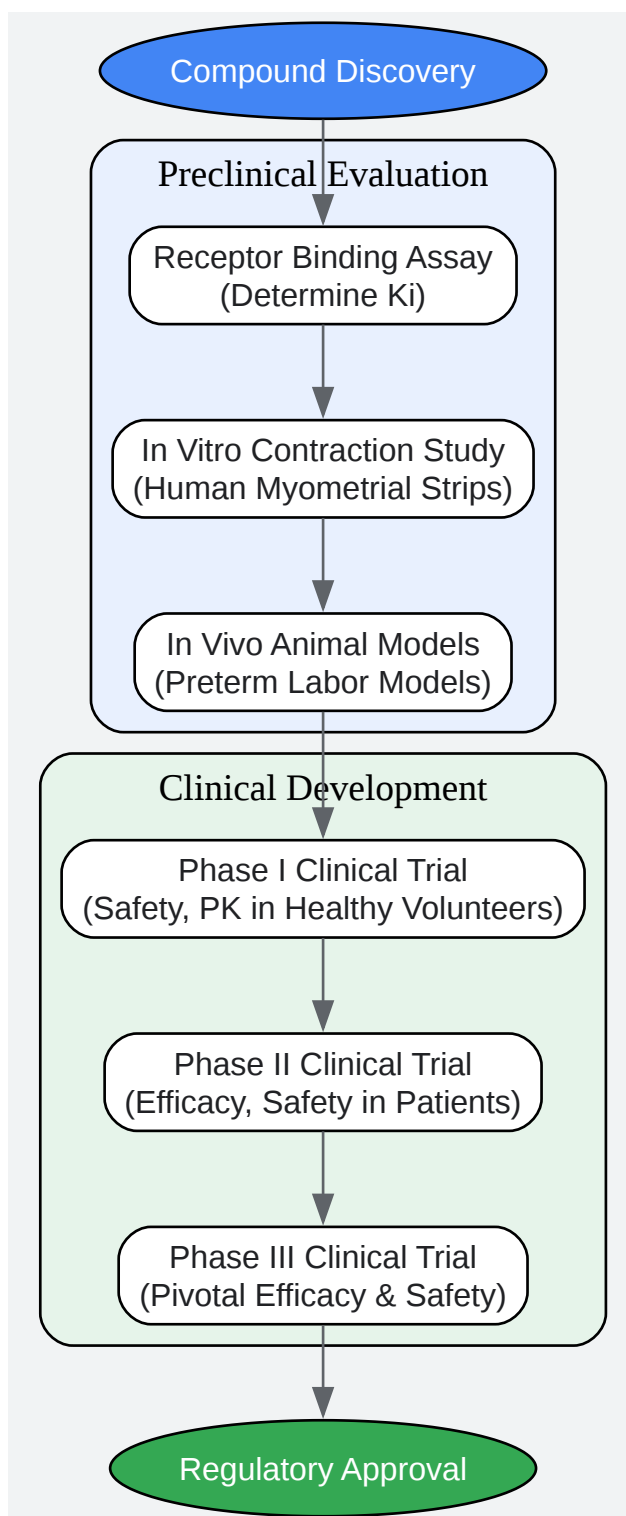 Compound Discovery
Preclinical Evaluation
Receptor Binding Assay
(Determine Ki)
In Vitro Contraction Study
(Human Myometrial Strips)
In Vivo Animal Models
(Preterm Labor Models)
Clinical Development
Phase I Clinical Trial
(Safety, PK in Healthy Volunteers)
Phase II Clinical Trial
(Efficacy, Safety in Patients)
Phase III Clinical Trial
(Pivotal Efficacy & Safety)
Regulatory Approval